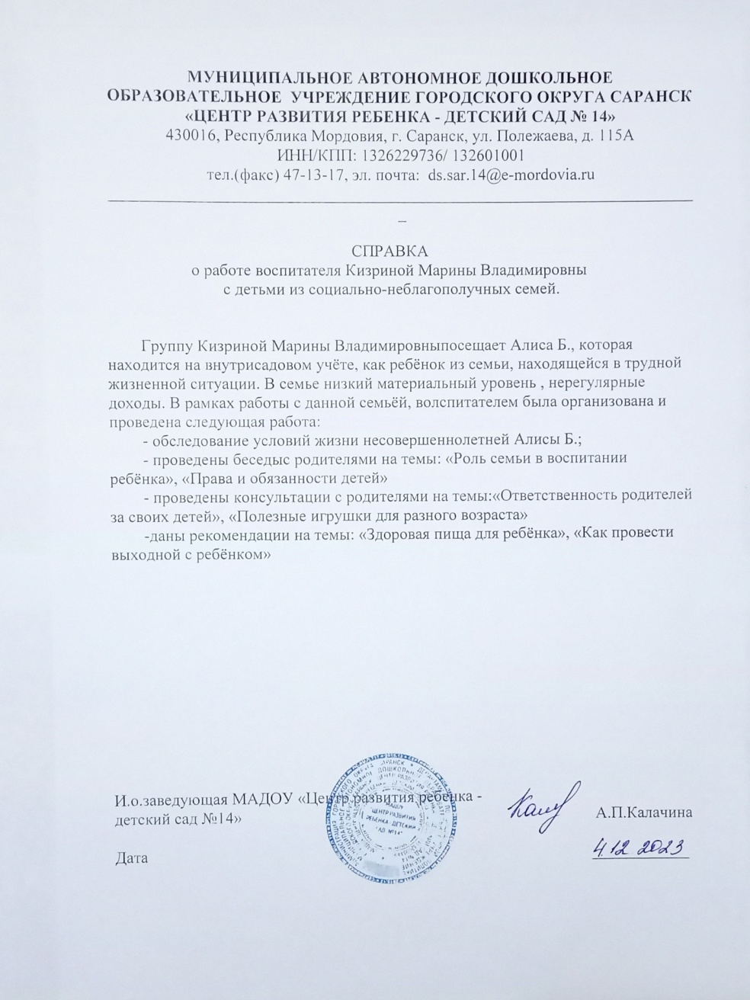 МУНИЦИПАЛЬНОЕ АВТОНОМНОЕ ДОШКОЛЬНОЕ
ОБРАЗОВАТЕЛЬНОЕ УЧРЕЖДЕНИЕ ГОРОДСКОГО ОКРУГА САРАНСК
«ЦЕНТР РАЗВИТИЯ РЕБЕНКА - ДЕТСКИЙ САД № 14»
430016, Республика Мордовия, г. Саранск, ул. Полежаева, д. 115А
ИНН/КПП: 1326229736/ 132601001
тел.(факс) 47-13-17, эл. почта: ds.sar.14@e-mordovia.ru
–
СПРАВКА
о работе воспитателя Кизриной Марины Владимировны
с детьми из социально-неблагополучных семей.
Группу Кизриной Марины Владимировныпосещает Алиса Б., которая
находится на внутрисадовом учёте, как ребёнок из семьи, находящейся в трудной
жизненной ситуации. В семье низкий материальный уровень , нерегулярные
доходы. В рамках работы с данной семьёй, волспитателем была организована и
проведена следующая работа:
- обследование условий жизни несовершеннолетней Алисы Б.;
- проведены беседыс родителями на темы: «Роль семьи в воспитании
ребёнка», «Права и обязанности детей»
- проведены консультации с родителями на темы:«Ответственность родителей
за своих детей», «Полезные игрушки для разного возраста»
-даны рекомендации на темы: «Здоровая пища для ребёнка», «Как провести
выходной с ребёнком»
И.о.заведующая МАДОУ «Центр развития ребенка -
детский сад №14»
А.П.Калачина
Дата
4.12 2023
МАДОУ
ЦЕНТР РАЗВИТИЯ
РЕБЕНКА - ДЕТСКИЙ
САД №14"